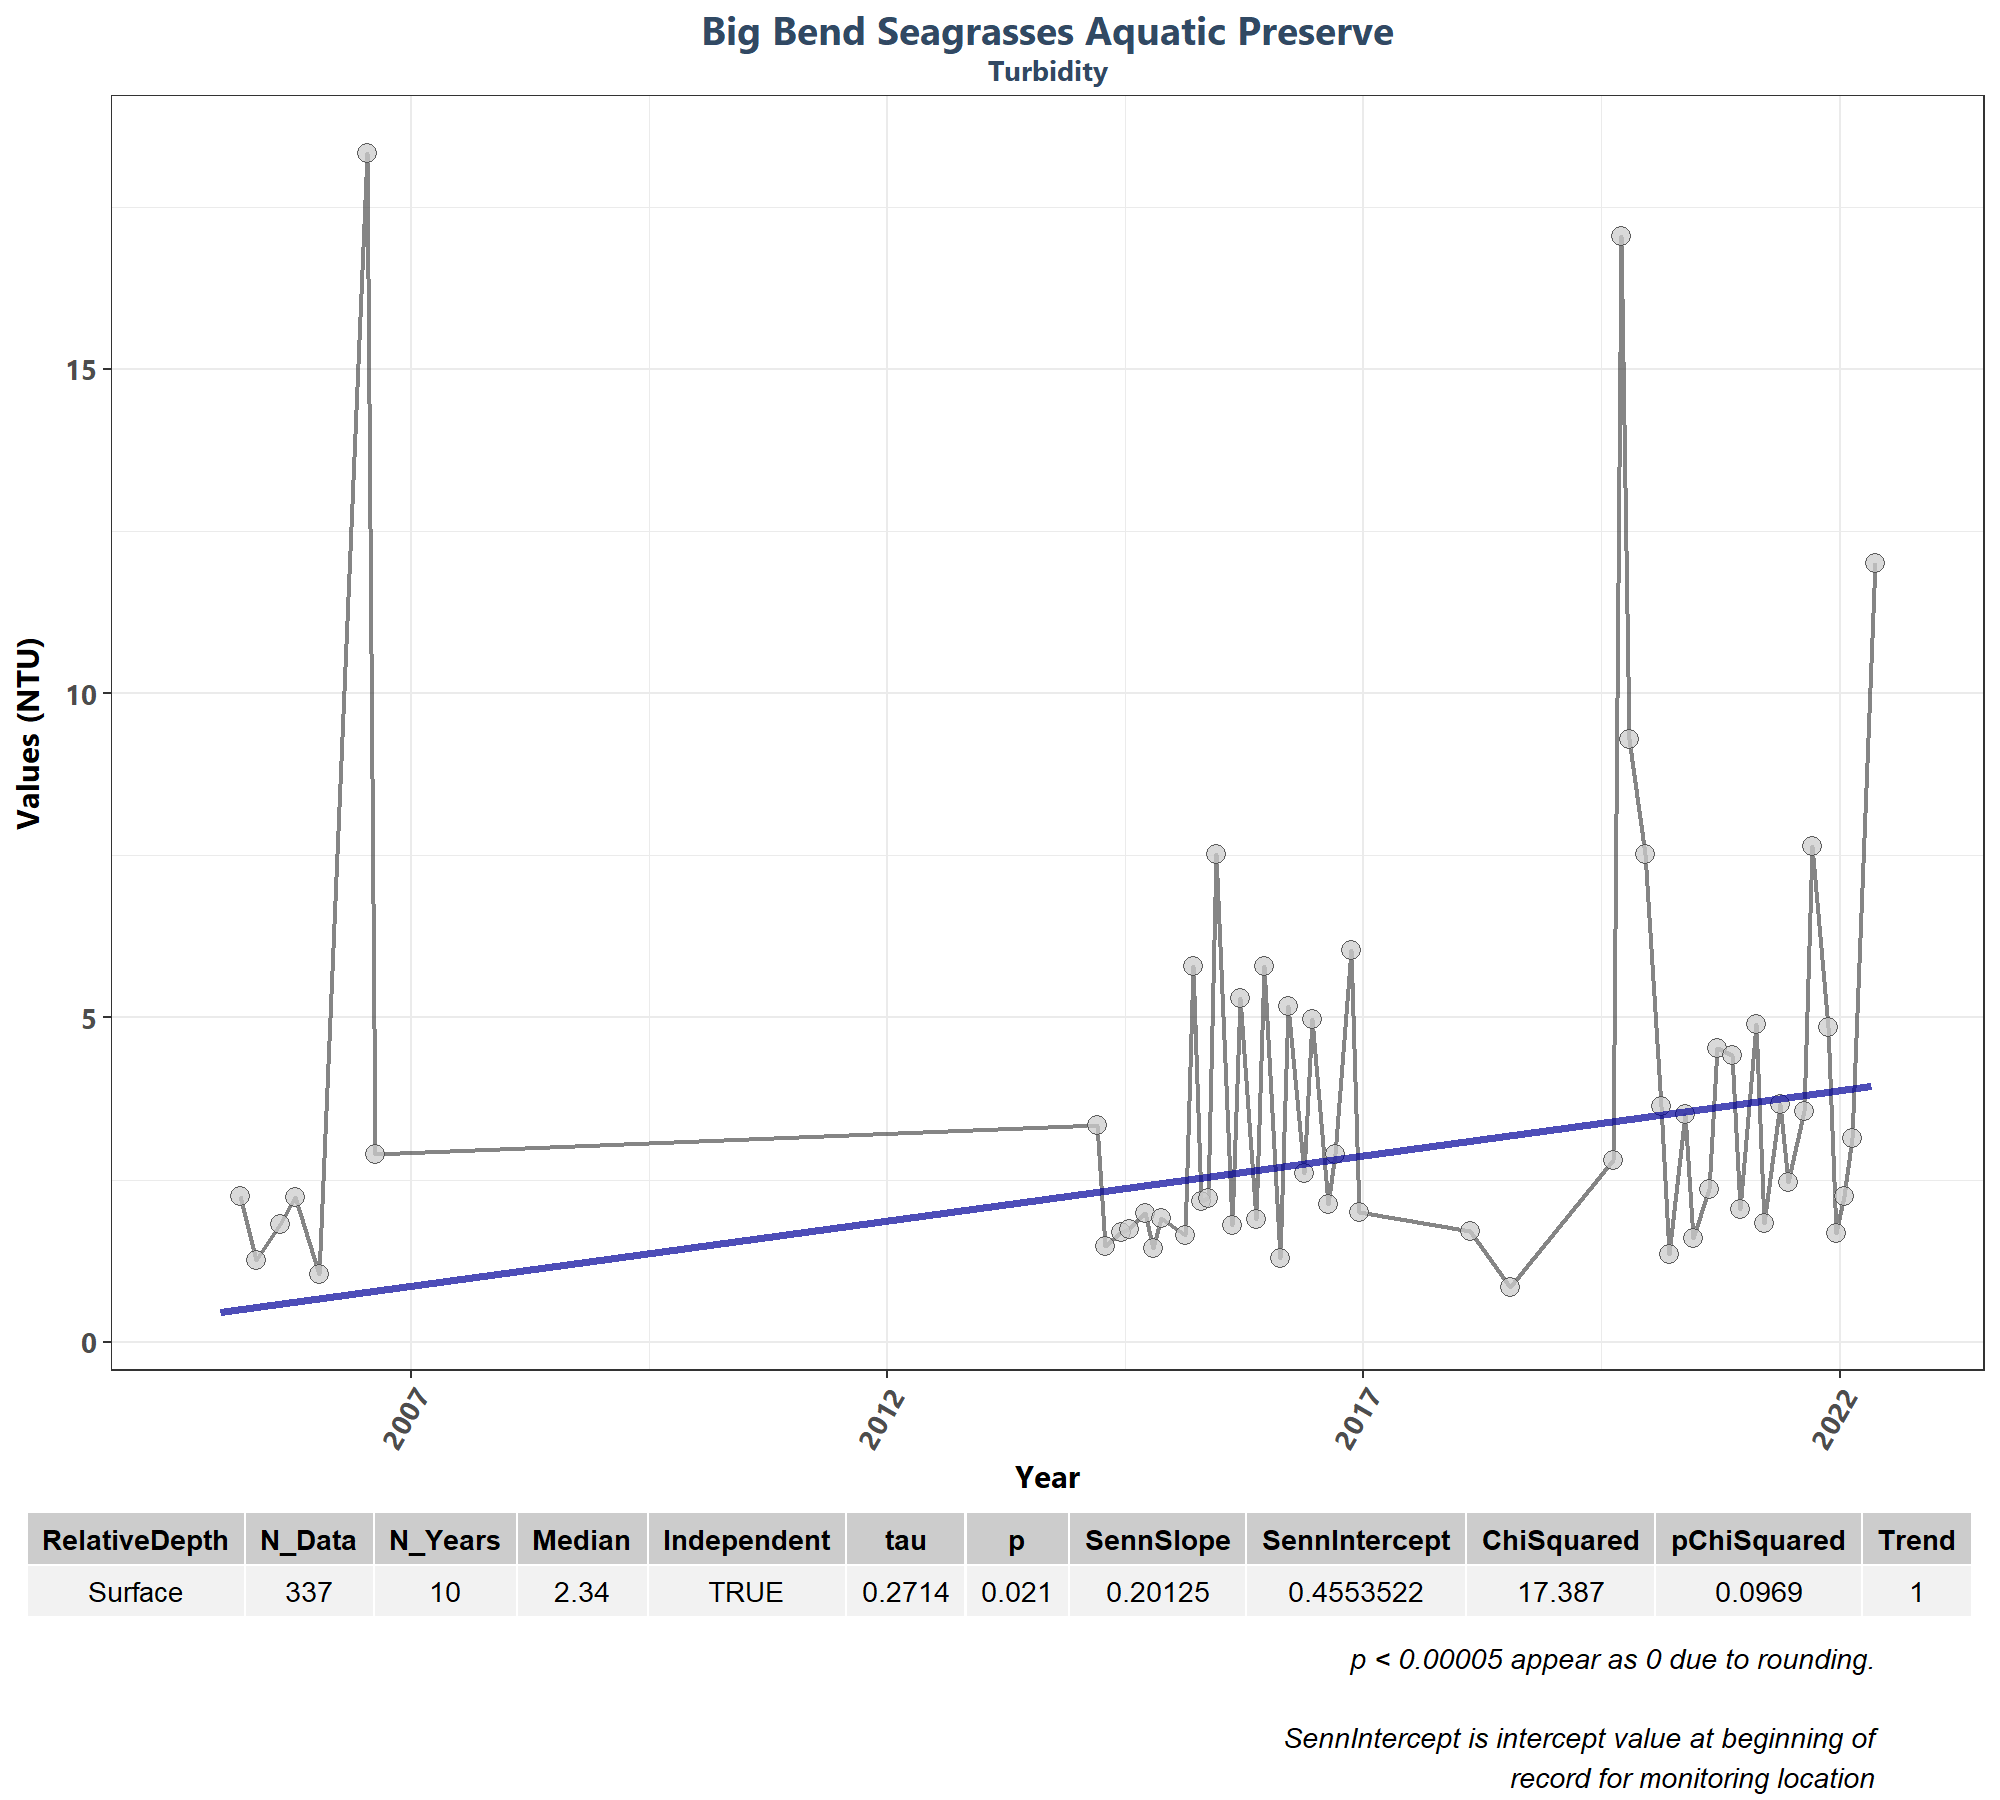 Big Bend Seagrasses Aquatic Preserve
Turbidity
Values (NTU)
15
10
5
0
2007 2012 2017 2022
Year
RelativeDepth N_Data N_Years Median Independent tau p SennSlope SennIntercept ChiSquared pChiSquared Trend
Surface 337 10 2.34 TRUE 0.2714 0.021 0.20125 0.4553522 17.387 0.0969 1
p < 0.00005 appear as 0 due to rounding.
SennIntercept is intercept value at beginning of
record for monitoring location